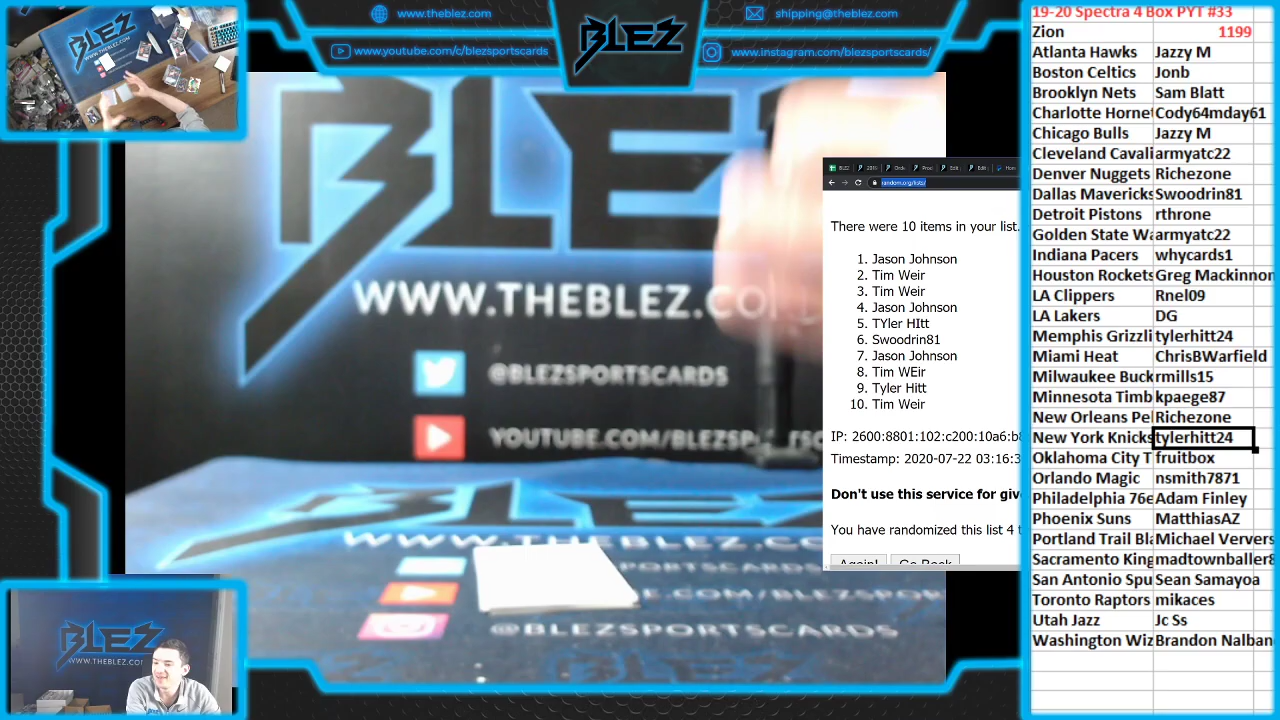 www.theblez.com
www.youtube.com/c/blezsportscards
BLEZ
shipping@theblez.com
www.instagram.com/blezsportscards/
BLEZ
WWW.THEBLEZ.CO
@BLEZSPORTSCARDS
YOUTUBE.COM/BLEZSP
@BLEZSPORTSCARDS
BLEZ
WWW.THEBLEZ.COM
random.org/lists/
There were 10 items in your list.
1. Jason Johnson
2. Tim Weir
3. Tim Weir
4. Jason Johnson
5. TYler HItt
6. Swoodrin81
7. Jason Johnson
8. Tim WEir
9. Tyler Hitt
10. Tim Weir
IP: 2600:8801:102:c200:10a6:b
Timestamp: 2020-07-22 03:16:3
Don't use this service for giv
You have randomized this list 4 t
Again! Go Back
19-20 Spectra 4 Box PYT #33
Zion 1199
Atlanta Hawks Jazzy M
Boston Celtics Jonb
Brooklyn Nets Sam Blatt
Charlotte Hornet Cody64mday61
Chicago Bulls Jazzy M
Cleveland Cavali armyatc22
Denver Nuggets Richezone
Dallas Mavericks Swoodrin81
Detroit Pistons rthrone
Golden State Wa armyatc22
Indiana Pacers whycards1
Houston Rockets Greg Mackinnon
LA Clippers Rnel09
LA Lakers DG
Memphis Grizzli tylerhitt24
Miami Heat ChrisBWarfield
Milwaukee Buck rmills15
Minnesota Timb kpaege87
New Orleans Pel Richezone
New York Knicks tylerhitt24
Oklahoma City T fruitbox
Orlando Magic nsmith7871
Philadelphia 76e Adam Finley
Phoenix Suns MatthiasAZ
Portland Trail Bla Michael Ververs
Sacramento King madtownballer8
San Antonio Spu Sean Samayoa
Toronto Raptors mikaces
Utah Jazz Jc Ss
Washington Wiz Brandon Nalban